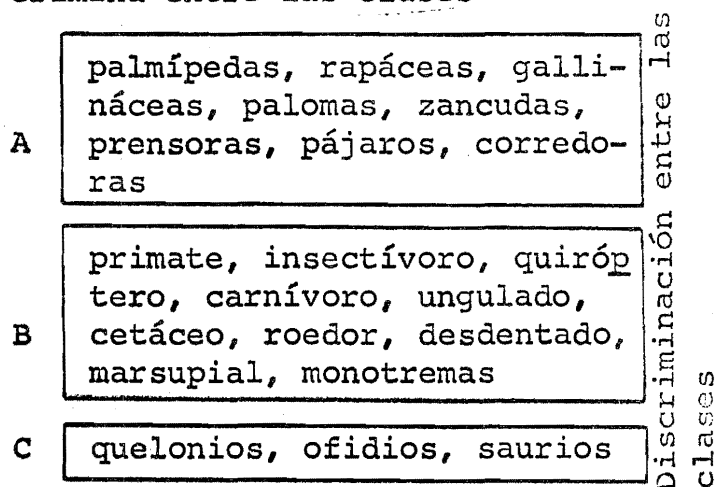 palmípedas, rapáceas, galli-
náceas, palomas, zancudas,
A prensoras, pájaros, corredo-
ras
primate, insectívoro, quiróp
tero, carnívoro, ungulado,
B cetáceo, roedor, desdentado,
marsupial, monotremas
C quelonios, ofidios, saurios
Discriminación entre las
clases